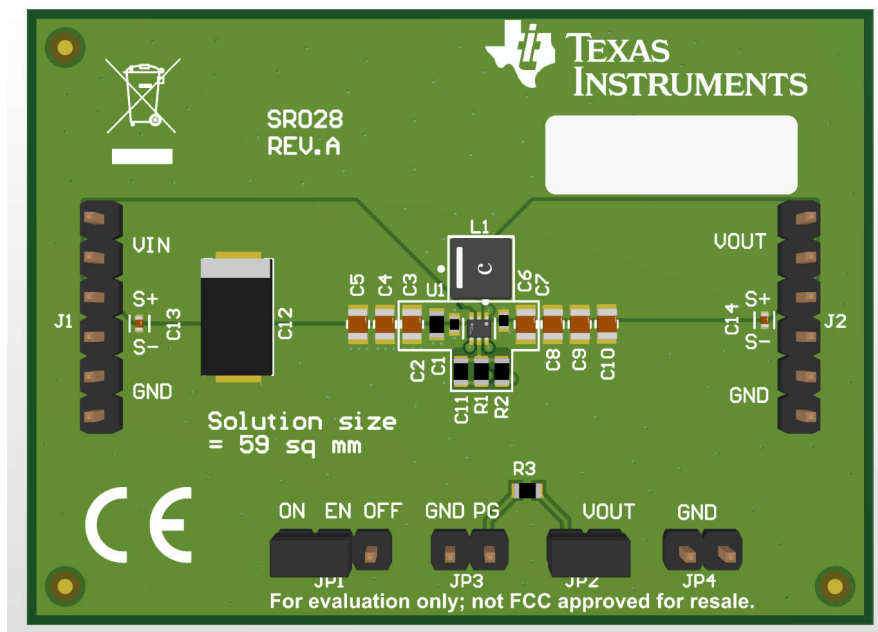 TEXAS
INSTRUMENTS
SR028
REV.A
L1
VIN
VOUT
C5
C4
C3
U1
C6
C7
S+
S-
J1
C13
C12
C14
S+
S-
J2
C2
C1
C8
C9
C10
GND
GND
C11
R1
R2
Solution size
= 59 sq mm
R3
ON EN OFF
GND PG
VOUT
GND
JP1
JP3
JP2
JP4
CE
c
For evaluation only; not FCC approved for resale.